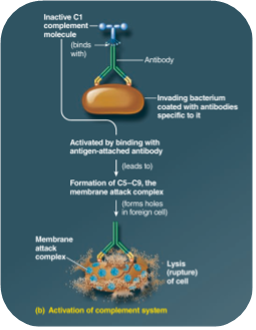 Inactive C1
complement
molecule
(binds
with)
Antibody
Invading bacterium
coated with antibodies
specific to it
Activated by binding with
antigen-attached antibody
(leads to)
Formation of C5–C9, the
membrane attack complex
(forms holes
in foreign cell)
Membrane
attack
complex
Lysis
(rupture)
of cell
(b) Activation of complement system